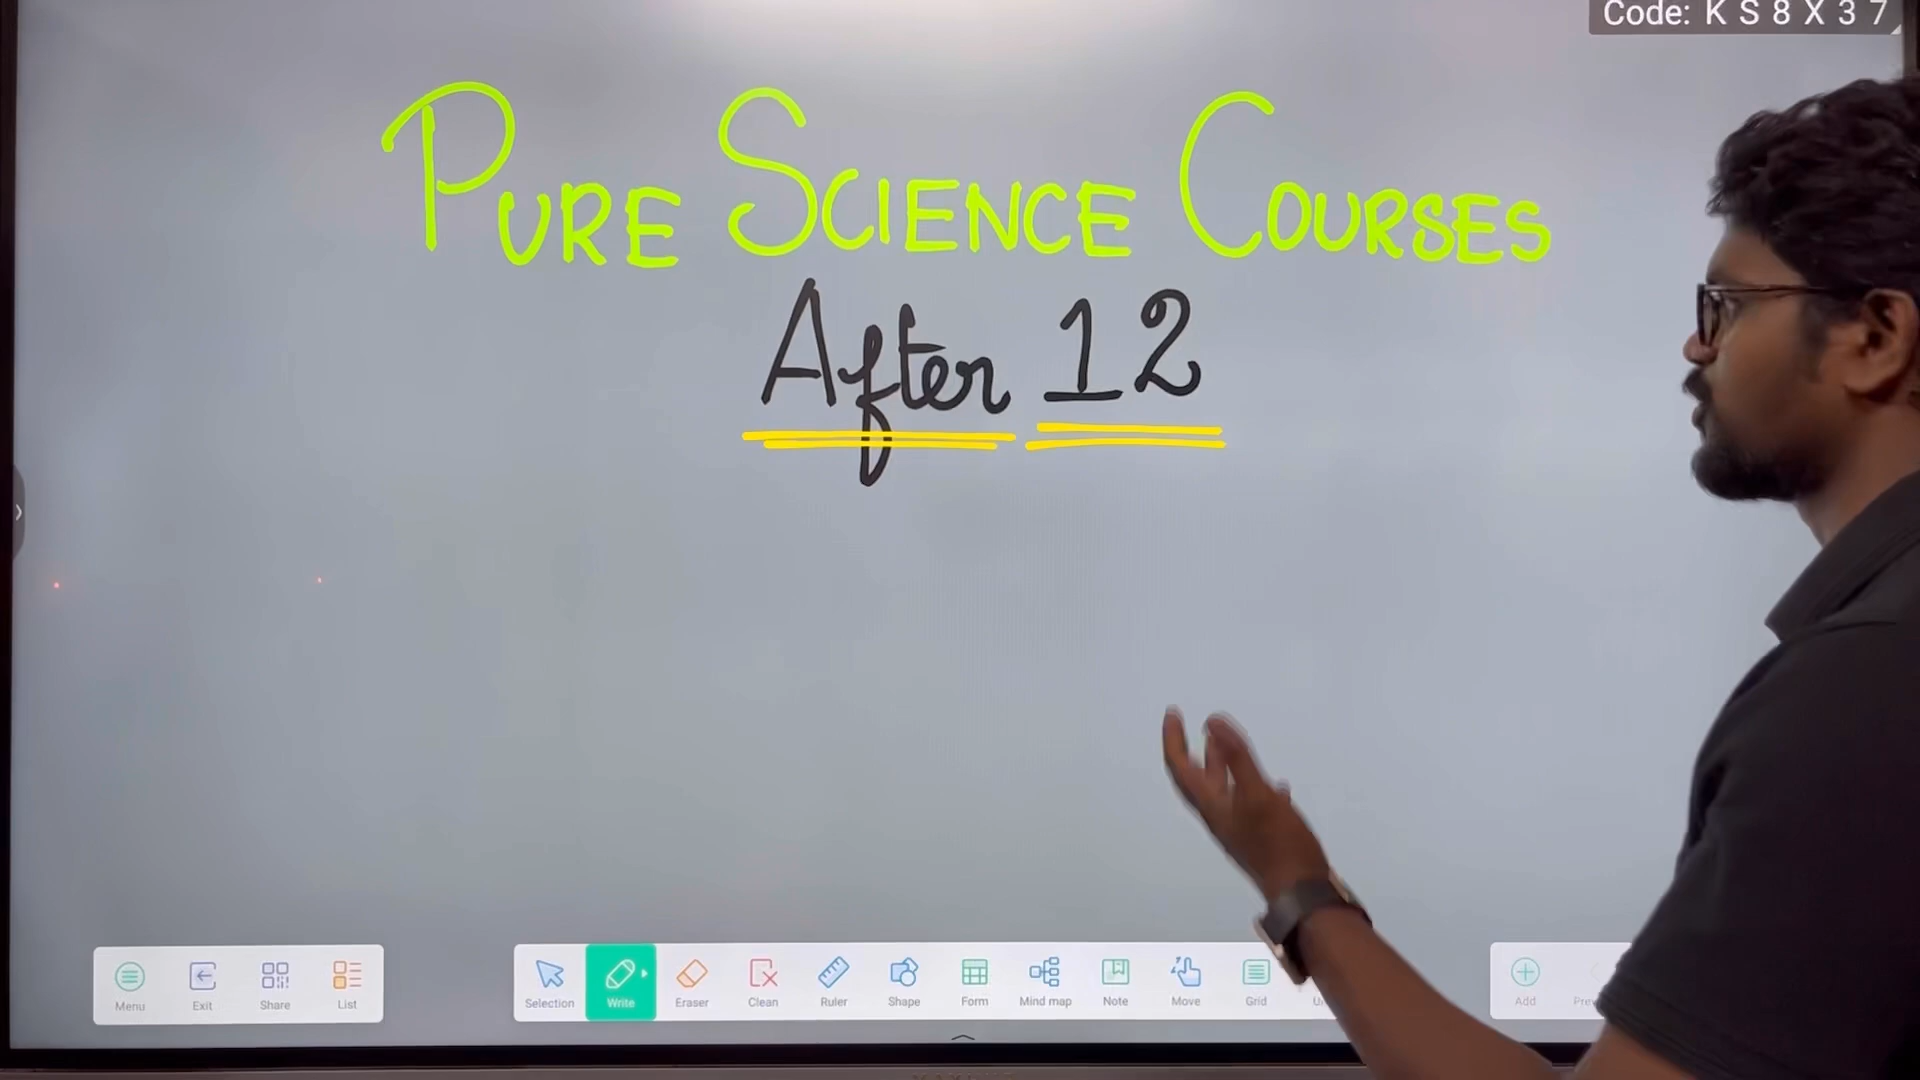 Code: K S 8 X 3 7
PURE SCIENCE COURSES
After 12
Menu Exit Share List Selection Write Eraser Clean Ruler Shape Form Mind map Note Move Grid Add